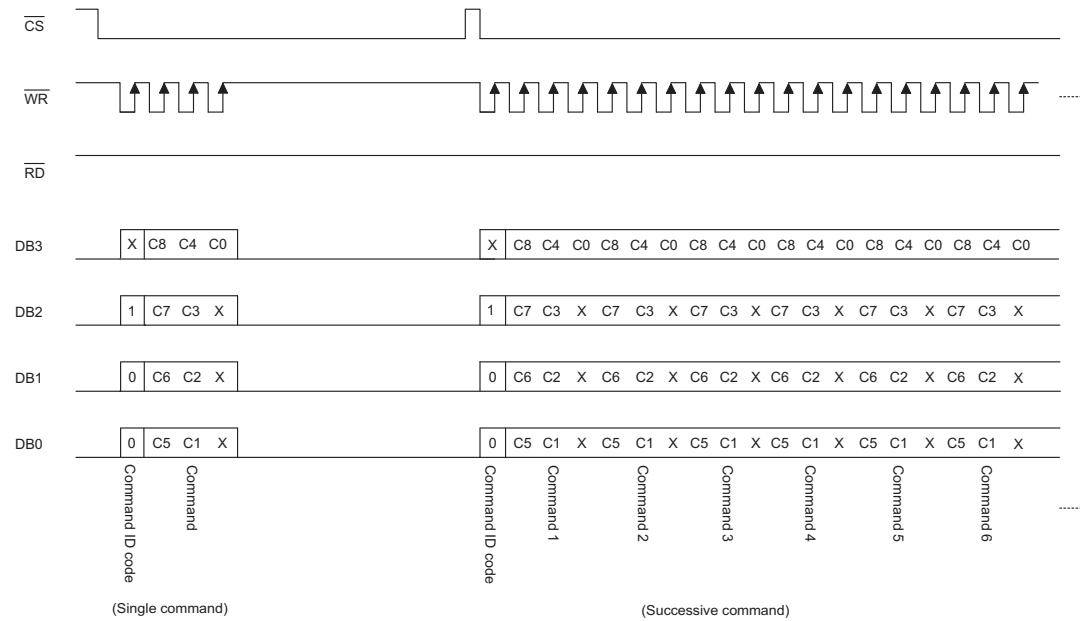 CS
WR
RD
DB3 X C8 C4 C0 X C8 C4 C0 C8 C4 C0 C8 C4 C0 C8 C4 C0 C8 C4 C0 C8 C4 C0
DB2 1 C7 C3 X 1 C7 C3 X C7 C3 X C7 C3 X C7 C3 X C7 C3 X C7 C3 X
DB1 0 C6 C2 X 0 C6 C2 X C6 C2 X C6 C2 X C6 C2 X C6 C2 X C6 C2 X
DB0 0 C5 C1 X 0 C5 C1 X C5 C1 X C5 C1 X C5 C1 X C5 C1 X C5 C1 X
Command ID code
Command
Command ID code
Command 1
Command 2
Command 3
Command 4
Command 5
Command 6
(Single command)
(Successive command)